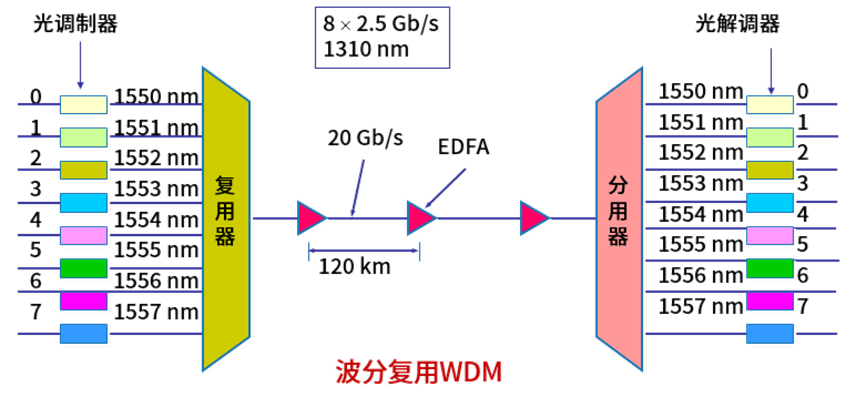 光调制器
8 × 2.5 Gb/s
1310 nm
光解调器
0 1550 nm
1 1551 nm
2 1552 nm
3 1553 nm
4 1554 nm
5 1555 nm
6 1556 nm
7 1557 nm
复用器
20 Gb/s
EDFA
120 km
分用器
1550 nm 0
1551 nm 1
1552 nm 2
1553 nm 3
1554 nm 4
1555 nm 5
1556 nm 6
1557 nm 7
波分复用WDM